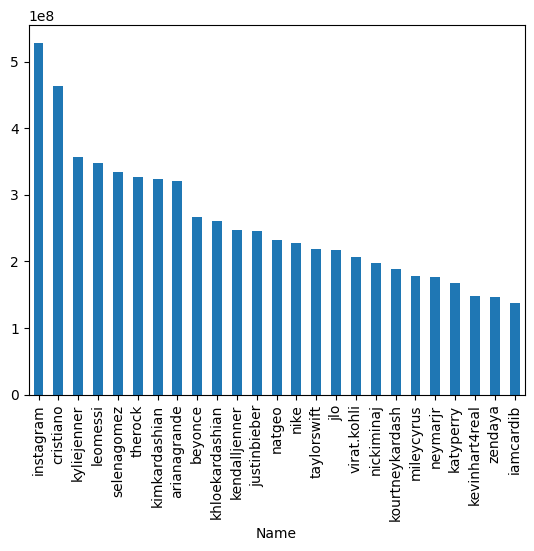 1e8
5
4
3
2
1
0
instagram
cristiano
kyliejenner
leomessi
selenagomez
therock
kimkardashian
arianagrande
beyonce
khloekardashian
kendalljenner
justinbieber
natgeo
nike
taylorswift
jlo
virat.kohli
nickiminaj
kourtneykardash
mileycyrus
neymarjr
katyperry
kevinhart4real
zendaya
iamcardib
Name